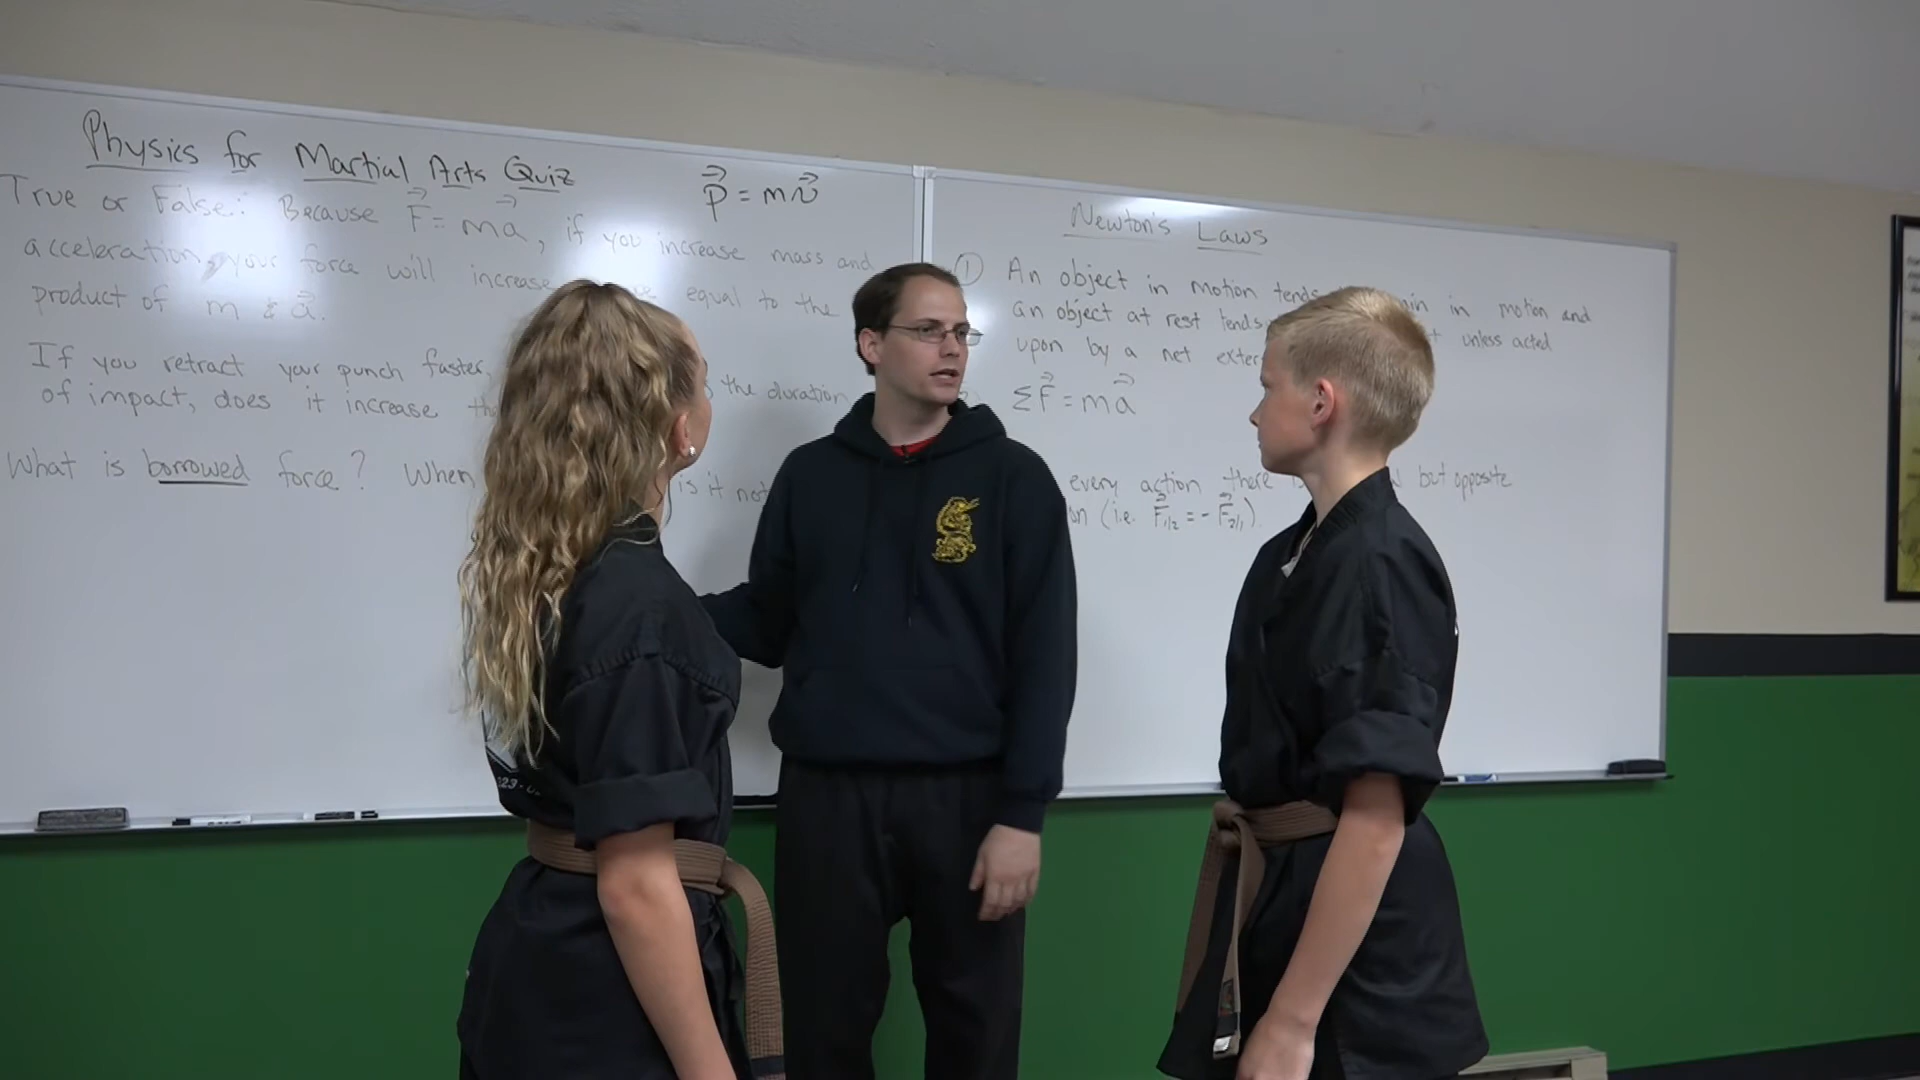 Physics for Martial Arts Quiz
True or False: Because F⃗ = ma⃗, if you increase mass and
acceleration, your force will increase equal to the
product of m & a⃗.
If you retract your punch faster, the duration
of impact, does it increase
What is borrowed force? When is it not
p⃗ = mv⃗
Newton's Laws
① An object in motion tends in motion and
an object at rest tends unless acted
upon by a net
ΣF⃗ = ma⃗
every action there but opposite
(i.e. F⃗1/2 = - F⃗2/1)